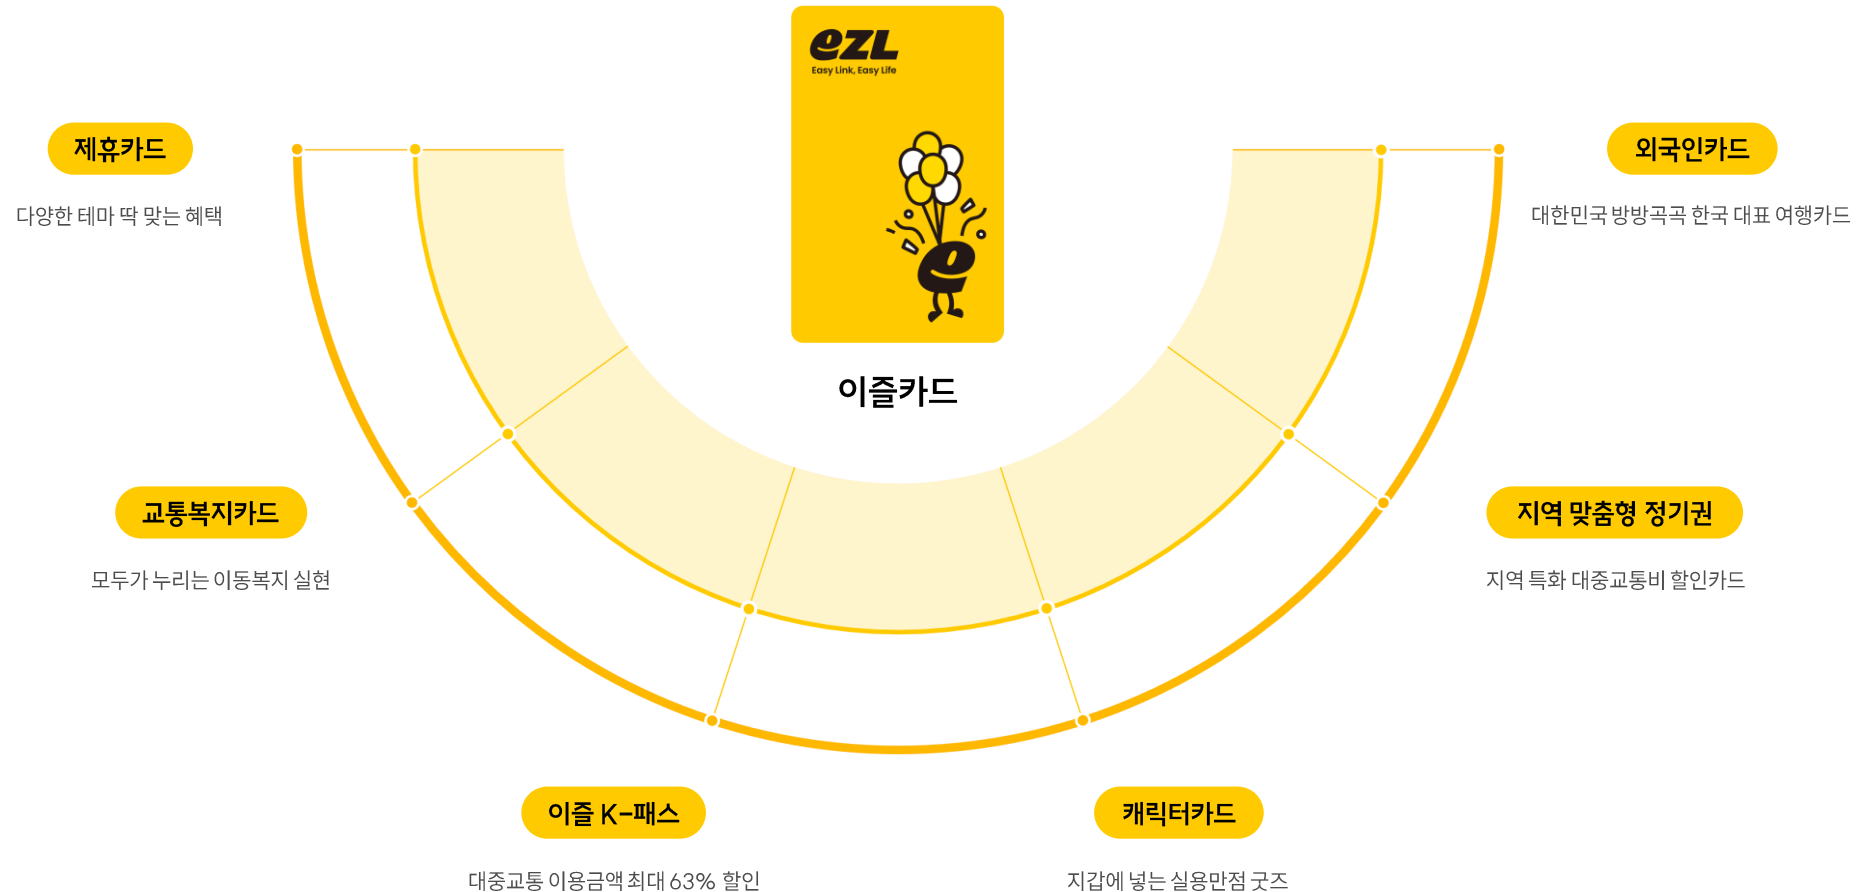 ezl
Easy Link, Easy Life
이즐카드
제휴카드
다양한 테마 딱 맞는 혜택
교통복지카드
모두가 누리는 이동복지 실현
이즐 K-패스
대중교통 이용금액 최대 63% 할인
캐릭터카드
지갑에 넣는 실용만점 굿즈
지역 맞춤형 정기권
지역 특화 대중교통비 할인카드
외국인카드
대한민국 방방곡곡 한국 대표 여행카드